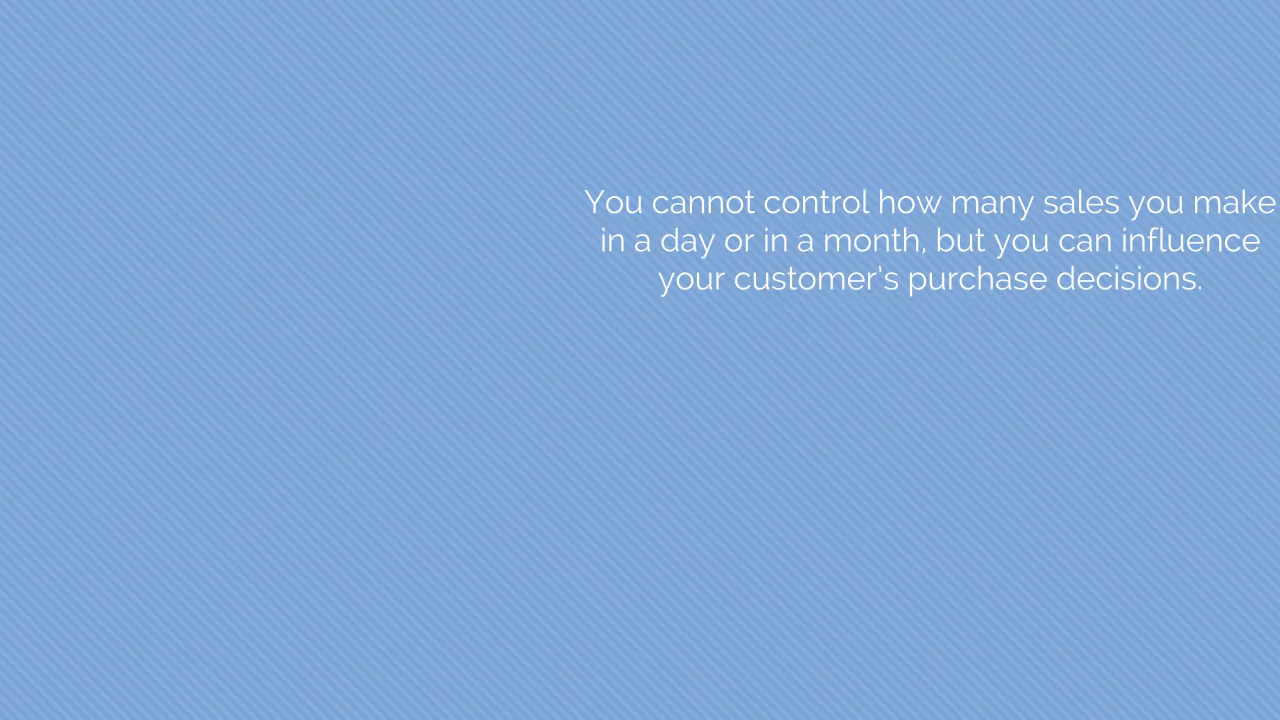 You cannot control how many sales you make
in a day or in a month, but you can influence
your customer's purchase decisions.